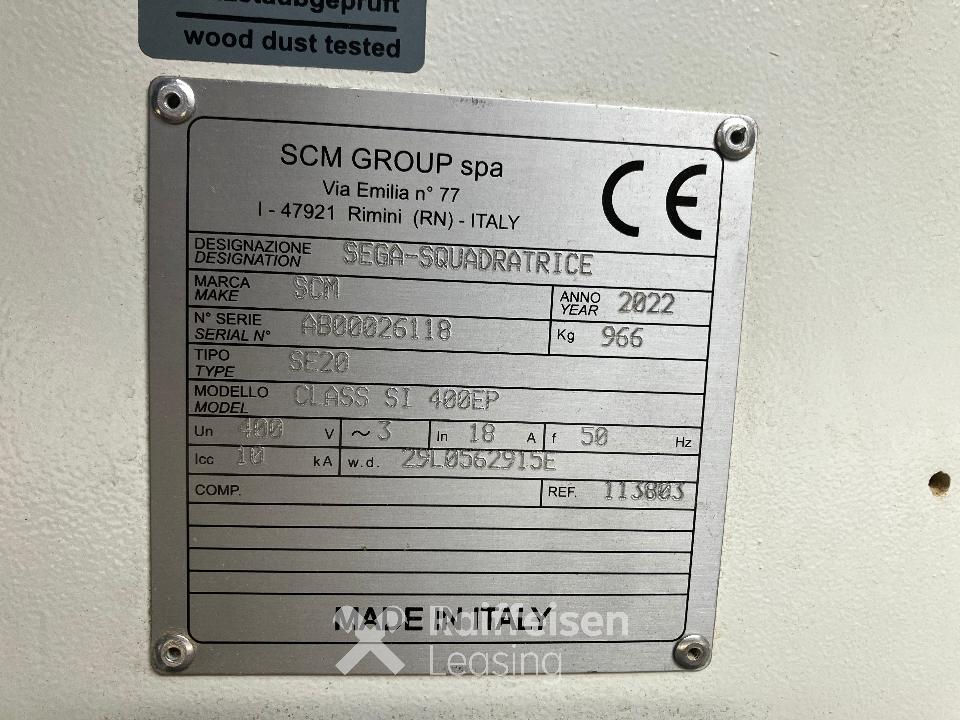 wood dust tested
SCM GROUP spa
Via Emilia n° 77
I - 47921 Rimini (RN) - ITALY
CE
DESIGNAZIONE
DESIGNATION
SEGA-SQUADRATRICE
MARCA
MAKE
SCM
ANNO
YEAR
2022
N° SERIE
SERIAL N°
AB00026118
Kg 966
TIPO
TYPE
SE20
MODELLO
MODEL
CLASS SI 400EP
Un 400 V ~ 3 In 18 A f 50 Hz
Icc 10 kA w.d. 29L0562915E
COMP. REF. 113803
MADE IN ITALY
Raiffeisen
Leasing